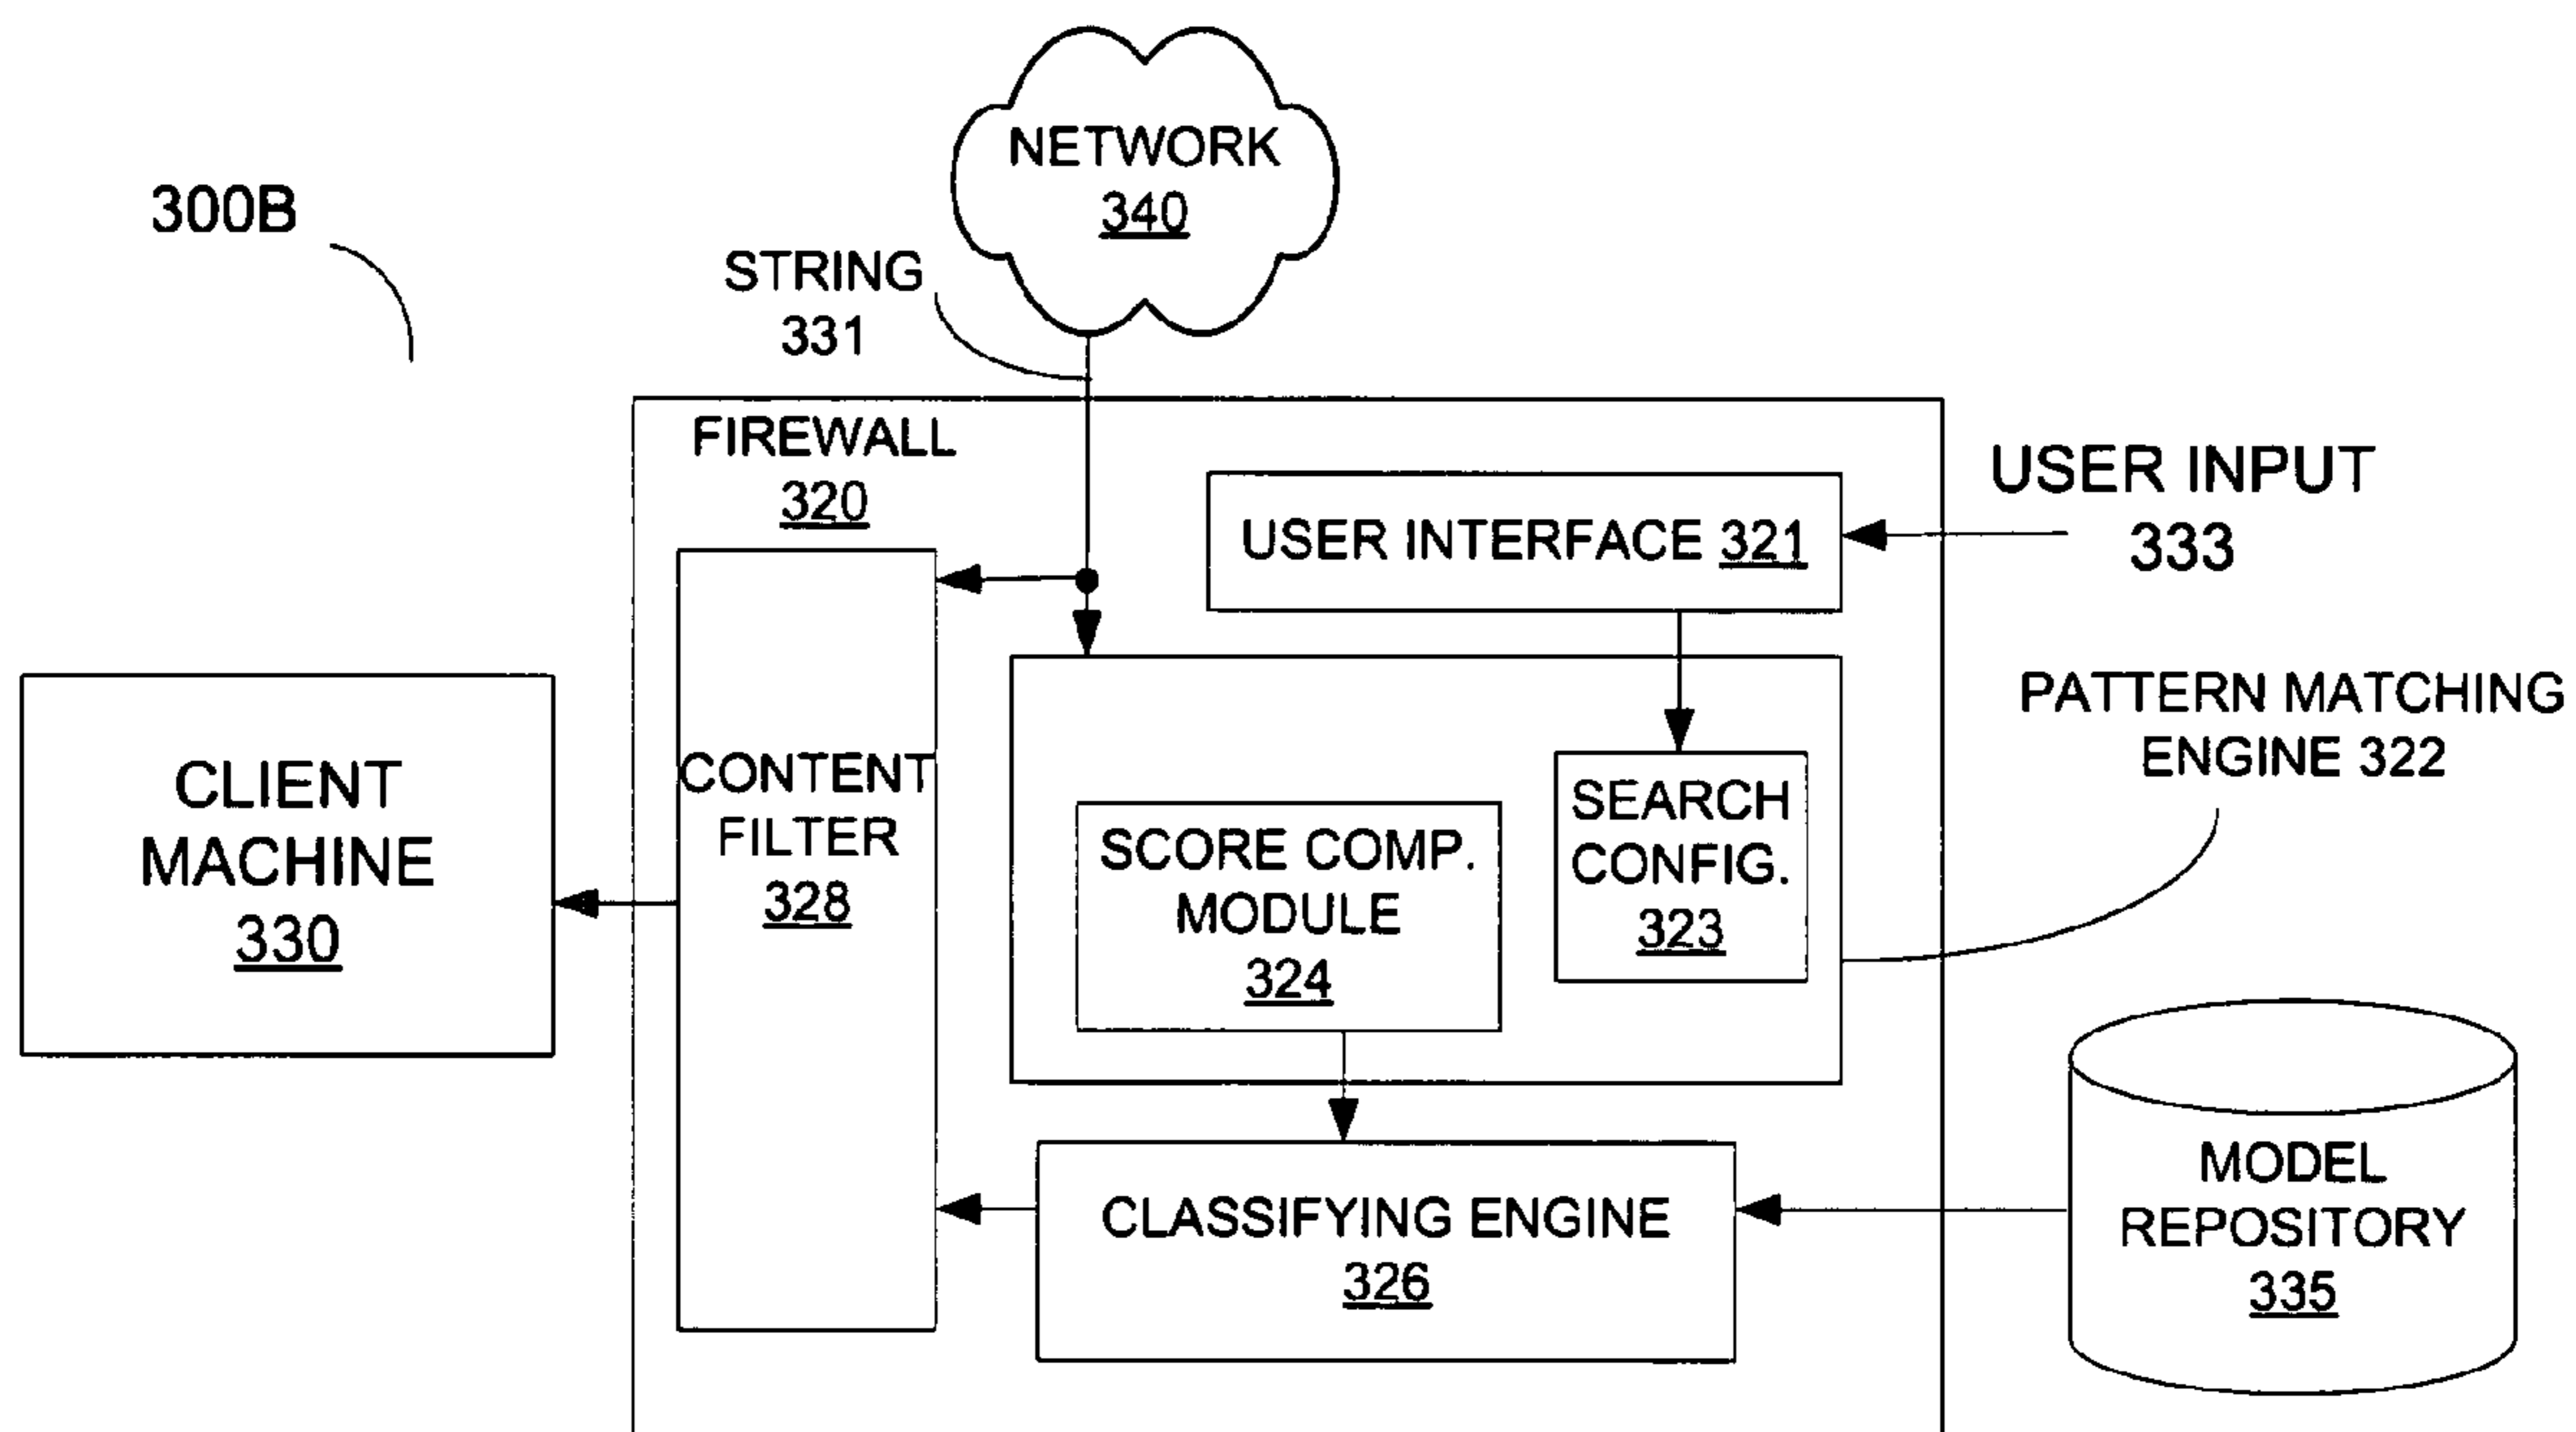 NETWORK
340
300B
STRING
331
FIREWALL
320
USER INTERFACE 321
USER INPUT
333
PATTERN MATCHING
ENGINE 322
CLIENT
MACHINE
330
CONTENT
FILTER
328
SCORE COMP.
MODULE
324
SEARCH
CONFIG.
323
CLASSIFYING ENGINE
326
MODEL
REPOSITORY
335